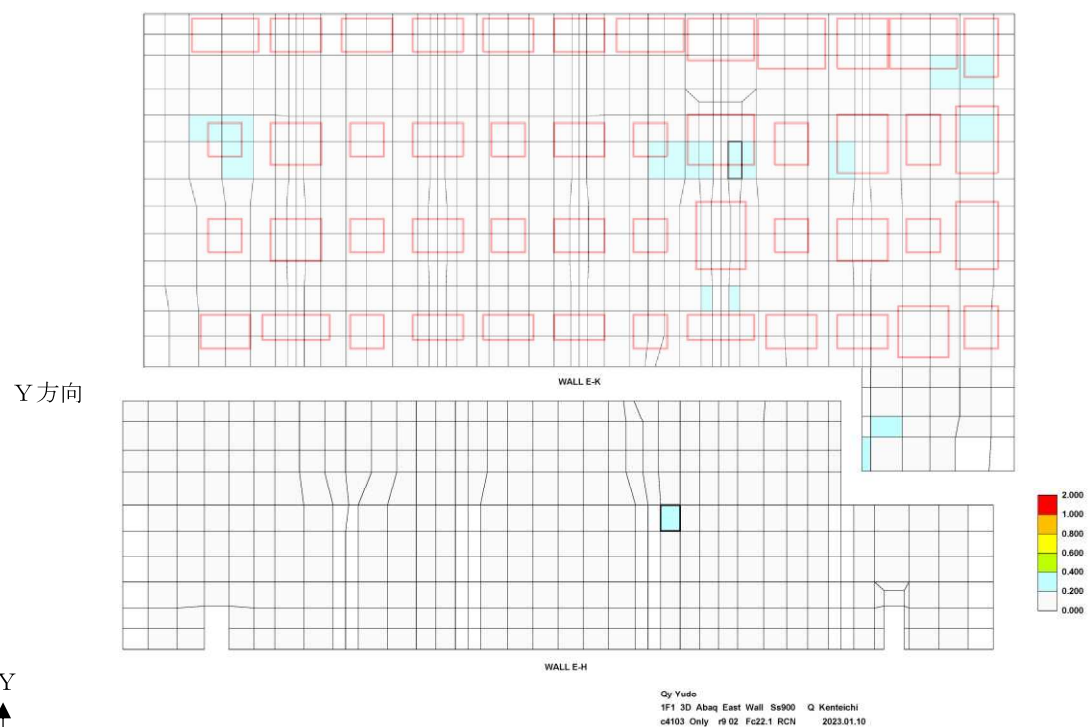 WALL E-K
Y方向
2.000
1.000
0.800
0.600
0.400
0.200
0.000
WALL E-H
Y
Qy Yudo
1F1 3D Abaq East Wall Ss900 Q Kenteichi
c4103 Only r9 02 Fc22.1 RCN 2023.01.10